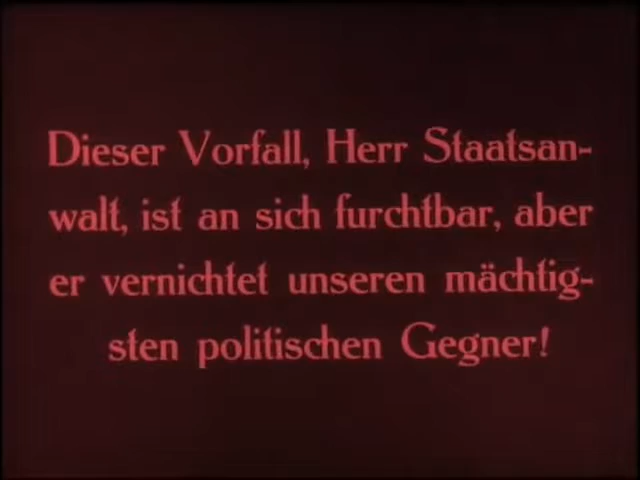 Dieser Vorfall, Herr Staatsan-
walt, ist an sich furchtbar, aber
er vernichtet unseren mächtig-
sten politischen Gegner!